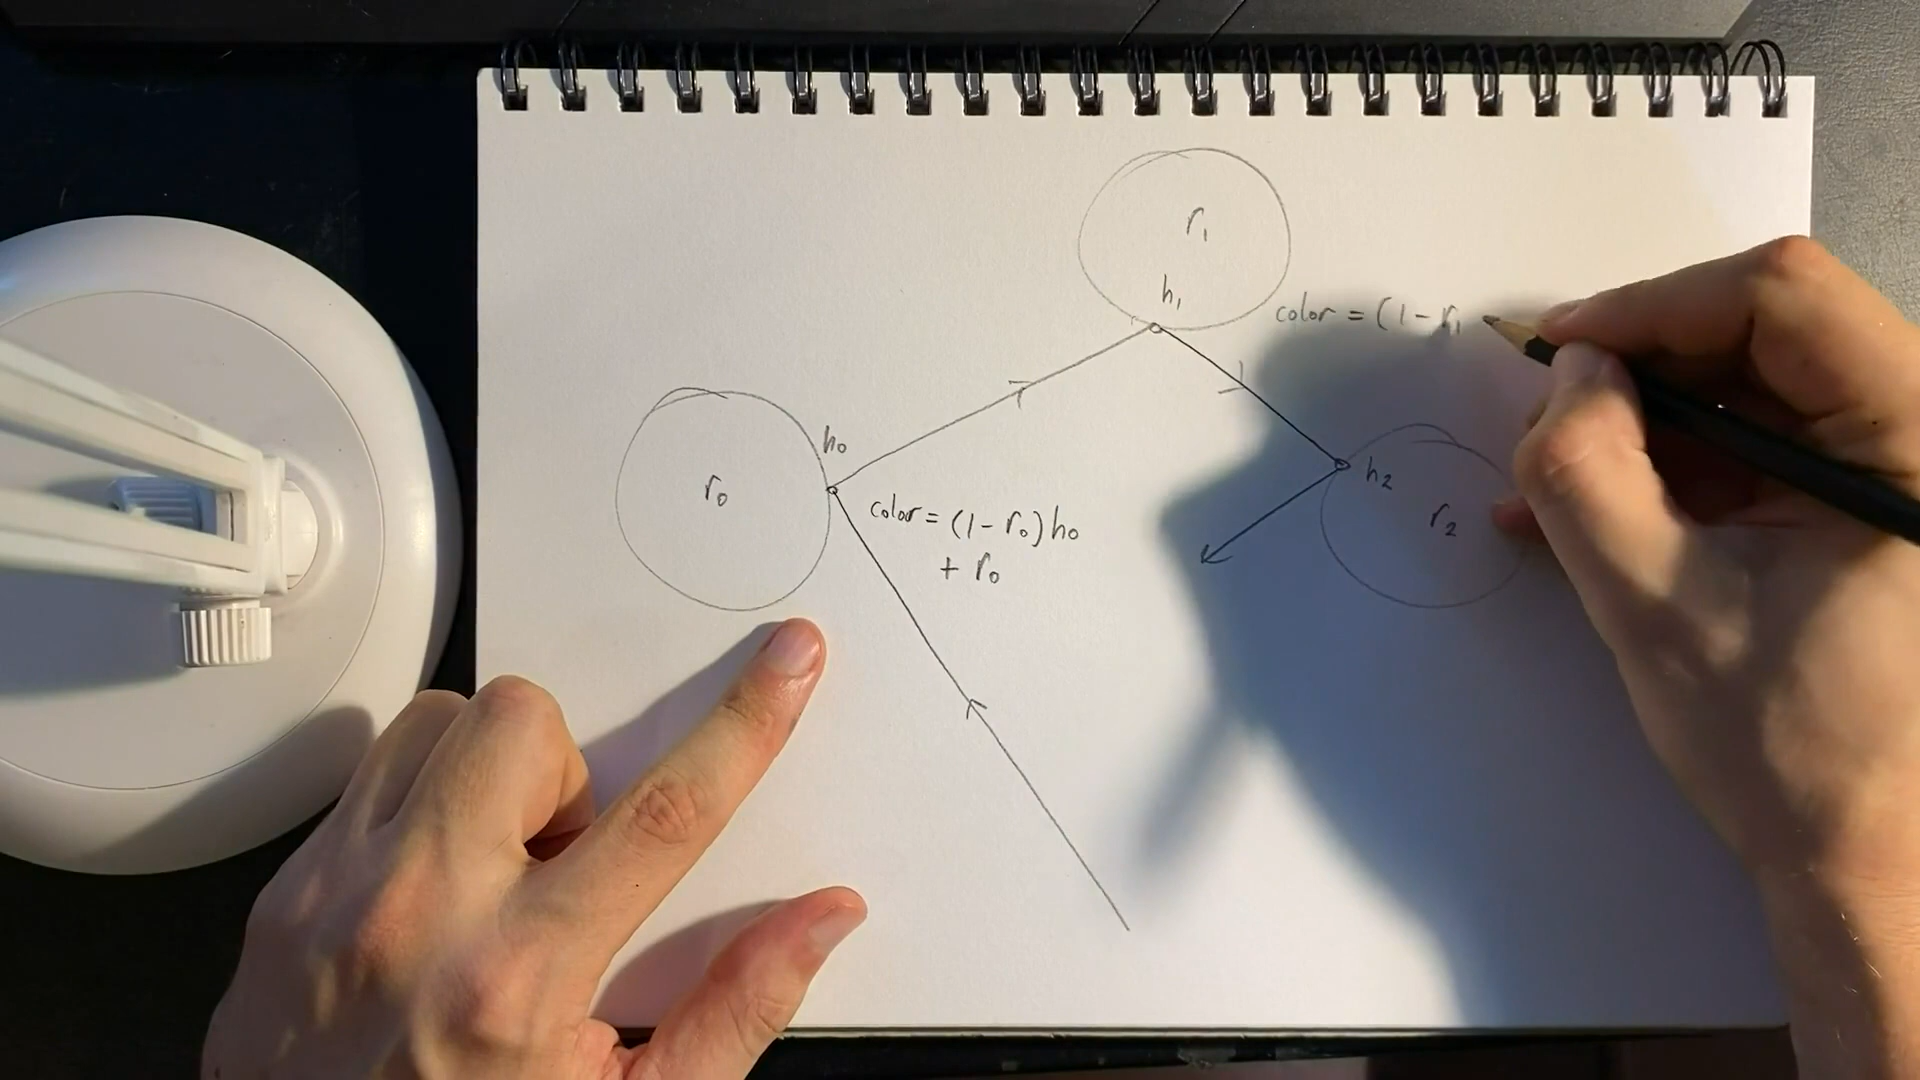 r₁
h₁
color = (1 - r₁
h₀
r₀
color = (1 - r₀) h₀
+ r₀
h₂
r₂